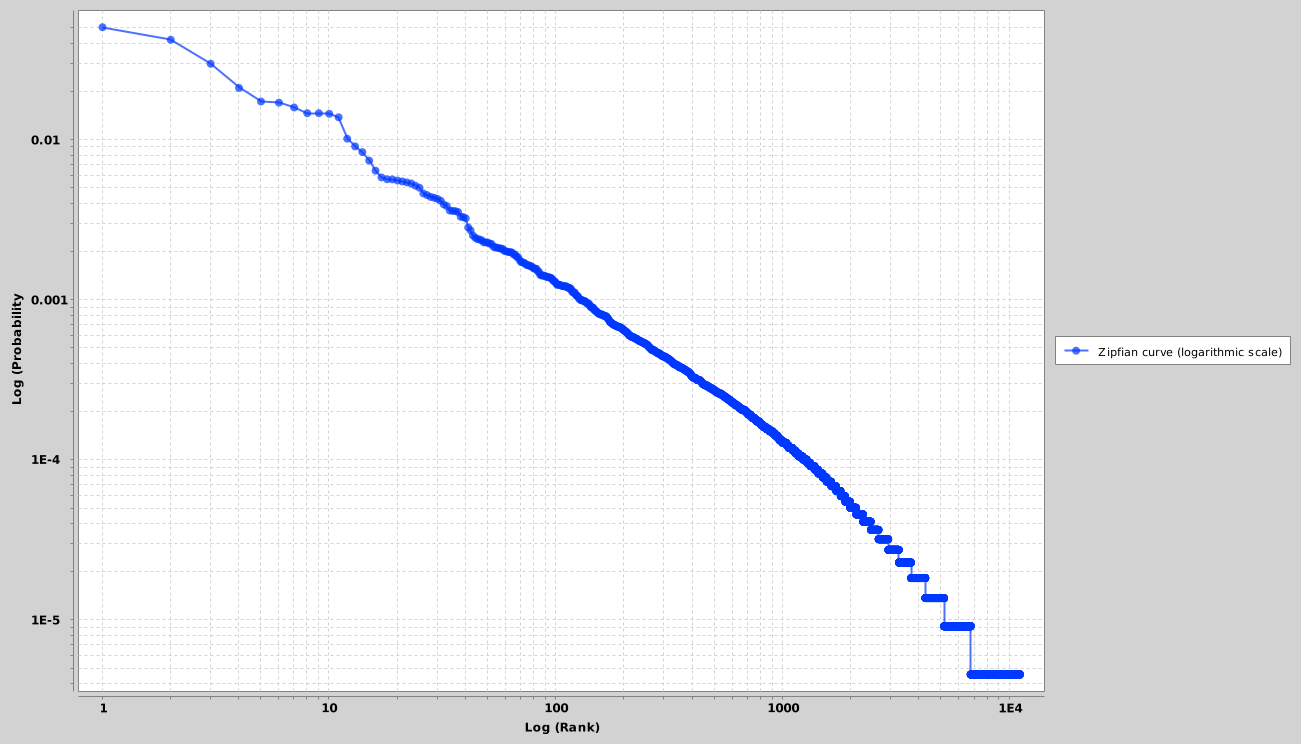 0.01
0.001
1E-4
1E-5
Log (Probability
1
10
100
1000
1E4
Log (Rank)
Zipfian curve (logarithmic scale)